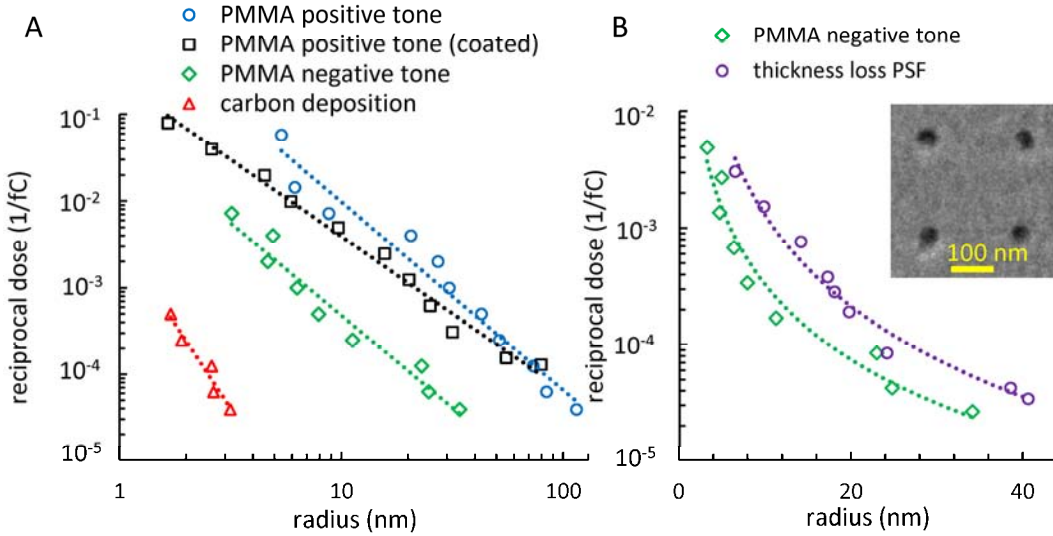 A
PMMA positive tone
PMMA positive tone (coated)
PMMA negative tone
carbon deposition
reciprocal dose (1/fC)
10^-1
10^-2
10^-3
10^-4
10^-5
1
10
100
radius (nm)
B
PMMA negative tone
thickness loss PSF
reciprocal dose (1/fC)
10^-2
10^-3
10^-4
10^-5
0
20
40
radius (nm)
100 nm